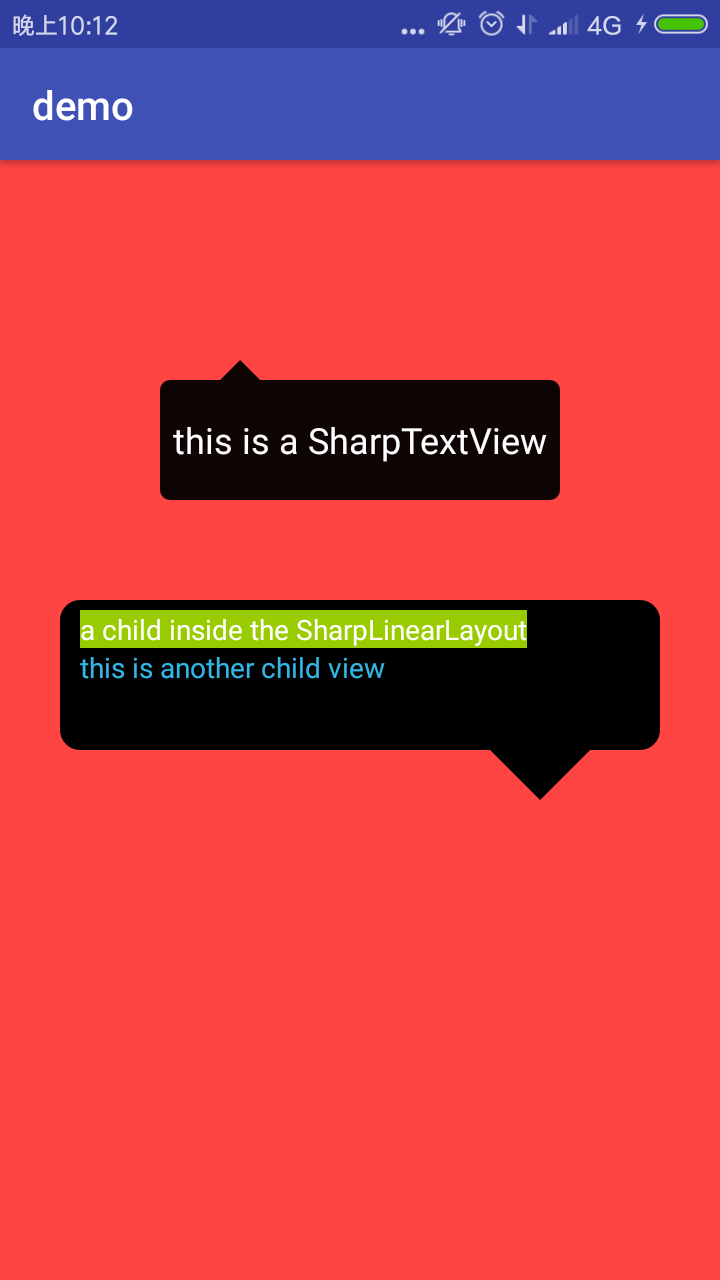 晚上10:12 ... 4G
demo
this is a SharpTextView
a child inside the SharpLinearLayout
this is another child view